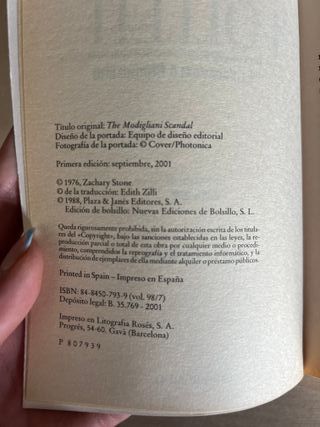 Título original: The Modigliani Scandal
Diseño de la portada: Equipo de diseño editorial
Fotografía de la portada: © Cover/Photonica
Primera edición: septiembre, 2001
© 1976, Zachary Stone
© de la traducción: Edith Zilli
© 1988, Plaza & Janés Editores, S. A.
Edición de bolsillo: Nuevas Ediciones de Bolsillo, S. L.
Queda rigurosamente prohibida, sin la autorización escrita de los titula-
res del «Copyright», bajo las sanciones establecidas en las leyes, la re-
producción parcial o total de esta obra por cualquier medio o procedi-
miento, comprendidos la reprografía y el tratamiento informático, y la
distribución de ejemplares de ella mediante alquiler o préstamo públicos.
Printed in Spain – Impreso en España
ISBN: 84-8450-793-9 (vol. 98/7)
Depósito legal: B. 35.769 - 2001
Impreso en Litografía Rosés, S. A.
Progrés, 54-60. Gavà (Barcelona)
P 807939